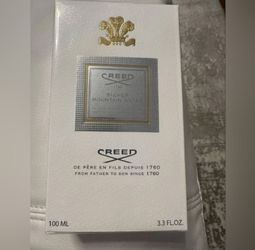 CREED
SILVER
MOUNTAIN WATER
CREED
DE PÈRE EN FILS DEPUIS 1760
FROM FATHER TO SON SINCE 1760
100 ML
3.3 FL.OZ.